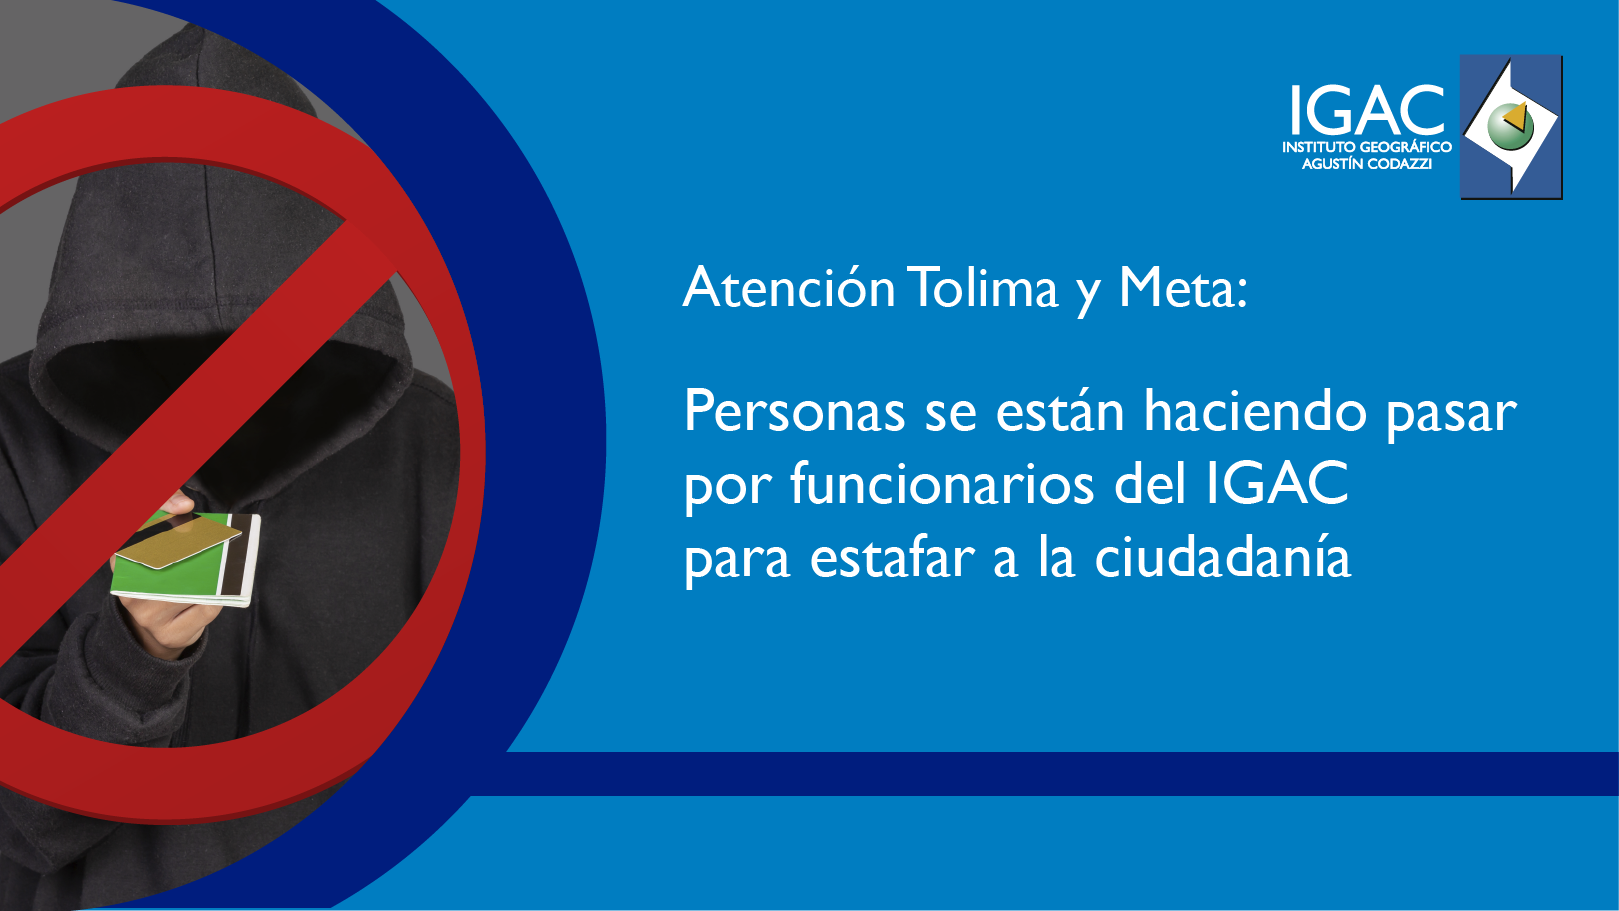 IGAC
INSTITUTO GEOGRÁFICO
AGUSTÍN CODAZZI
Atención Tolima y Meta:
Personas se están haciendo pasar
por funcionarios del IGAC
para estafar a la ciudadanía